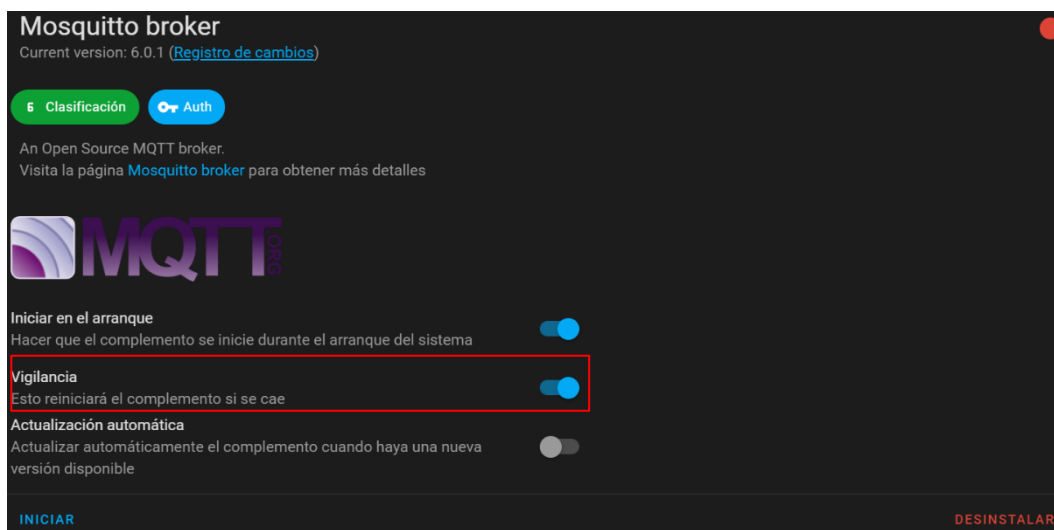 Mosquitto broker
Current version: 6.0.1 (Registro de cambios)
6 Clasificación
Auth
An Open Source MQTT broker.
Visita la página Mosquitto broker para obtener más detalles
MQTT.ORG
Iniciar en el arranque
Hacer que el complemento se inicie durante el arranque del sistema
Vigilancia
Esto reiniciará el complemento si se cae
Actualización automática
Actualizar automáticamente el complemento cuando haya una nueva
versión disponible
INICIAR
DESINSTALAR